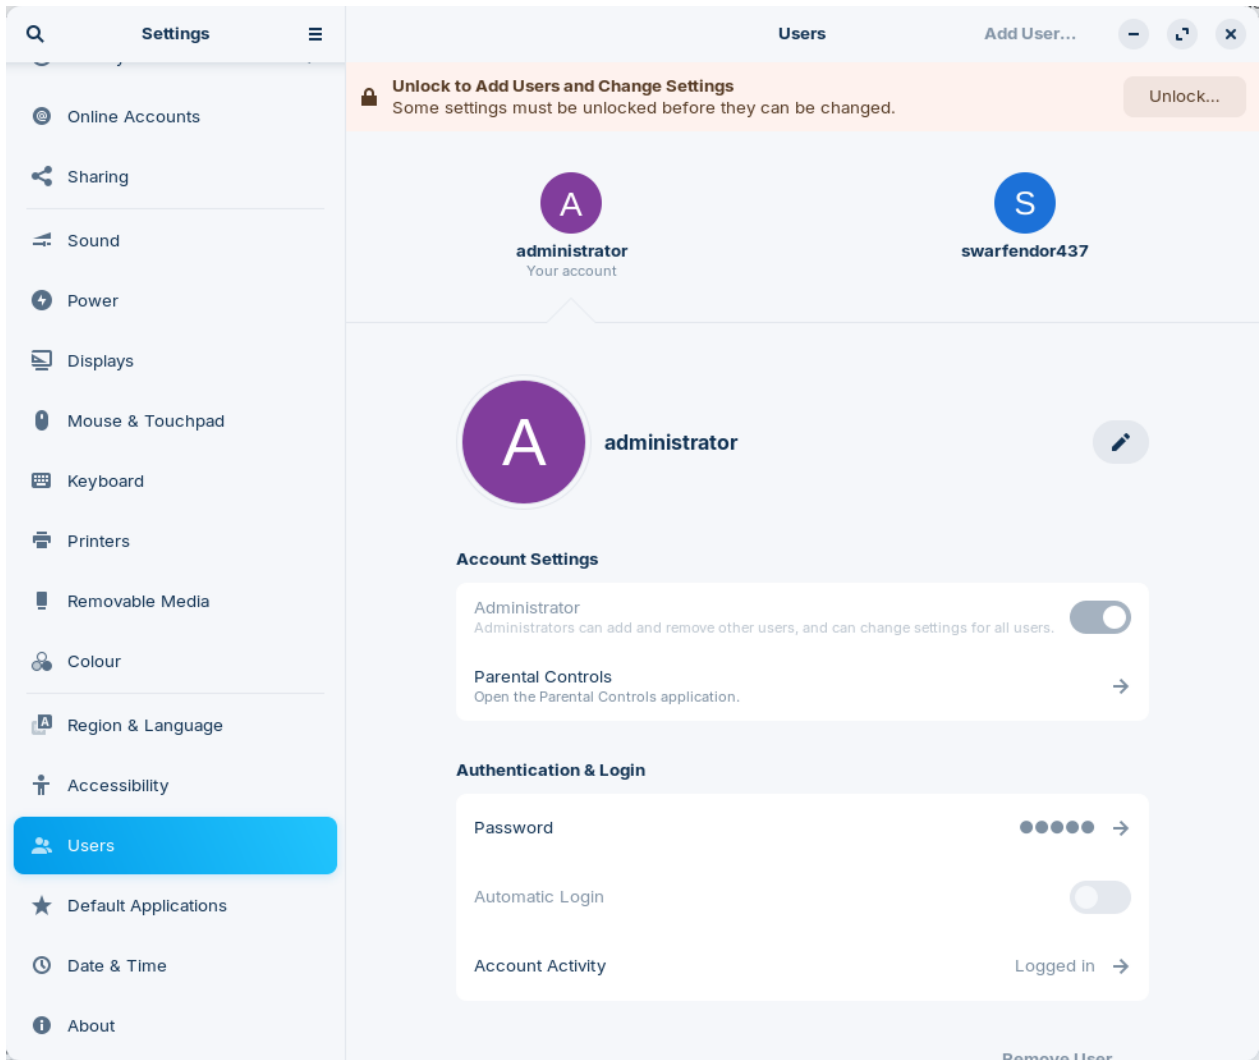 Settings
Online Accounts
Sharing
Sound
Power
Displays
Mouse & Touchpad
Keyboard
Printers
Removable Media
Colour
Region & Language
Accessibility
Users
Default Applications
Date & Time
About
Users
Add User...
Unlock to Add Users and Change Settings
Some settings must be unlocked before they can be changed.
Unlock...
A
administrator
Your account
S
swarfendor437
A
administrator
Account Settings
Administrator
Administrators can add and remove other users, and can change settings for all users.
Parental Controls
Open the Parental Controls application.
Authentication & Login
Password
Automatic Login
Account Activity
Logged in
Remove User